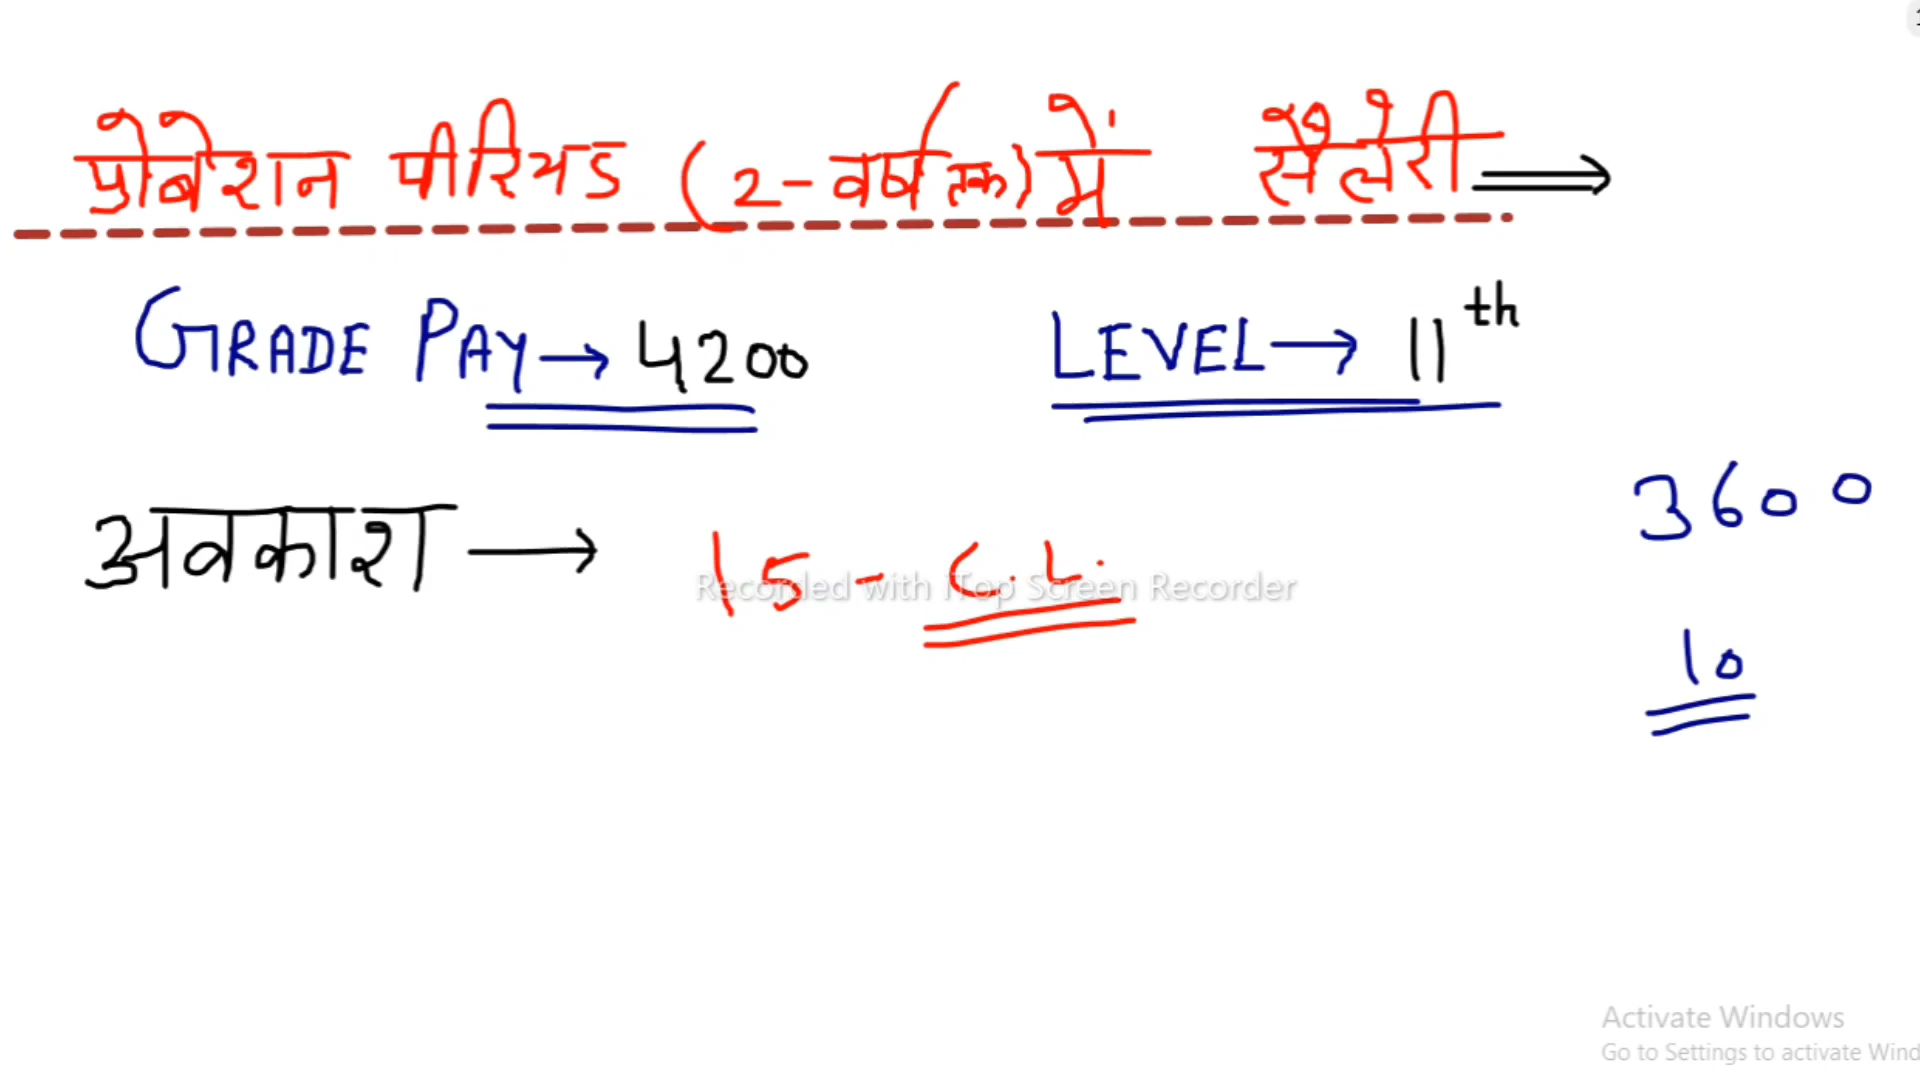 प्रोबेशन पीरियड (2-वर्ष तक) में सैलेरी ⟹
GRADE PAY → 4200
LEVEL → 11th
3600
अवकाश → 15 - C.L.
Recorded with iTop Screen Recorder
10
Activate Windows
Go to Settings to activate Wind